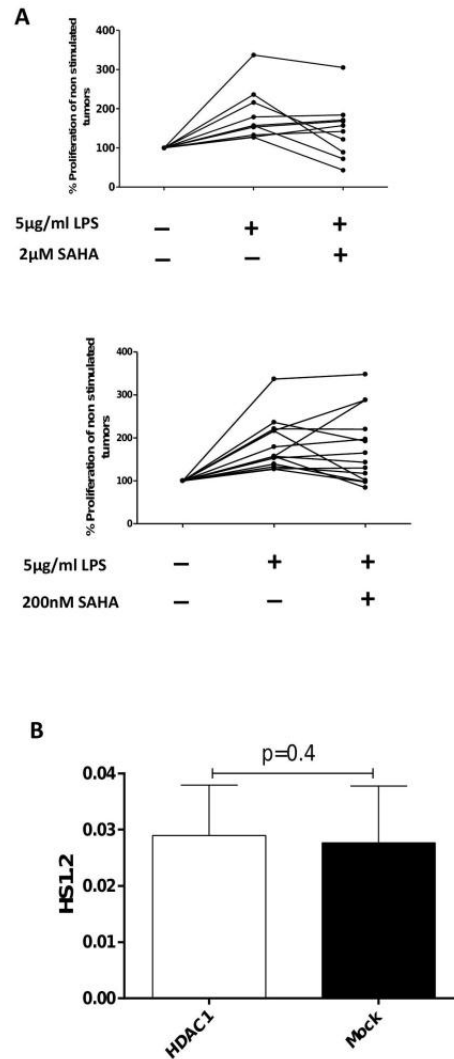 A
% Proliferation of non stimulated
tumors
400
300
200
100
0
5µg/ml LPS − + +
2µM SAHA − − +
% Proliferation of non stimulated
tumors
400
300
200
100
0
5µg/ml LPS − + +
200nM SAHA − − +
B
p=0.4
HS1.2
0.04
0.03
0.02
0.01
0.00
HDAC1
Mock